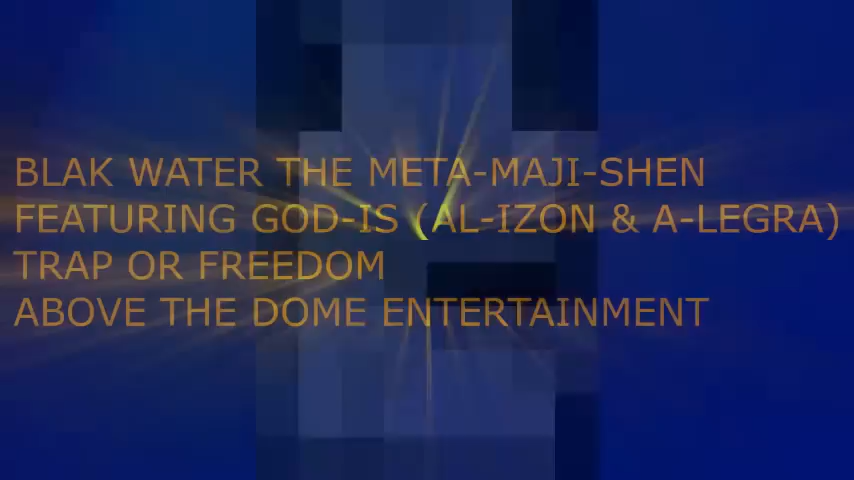 BLAK WATER THE META-MAJI-SHEN
FEATURING GOD-IS (AL-IZON & A-LEGRA)
TRAP OR FREEDOM
ABOVE THE DOME ENTERTAINMENT